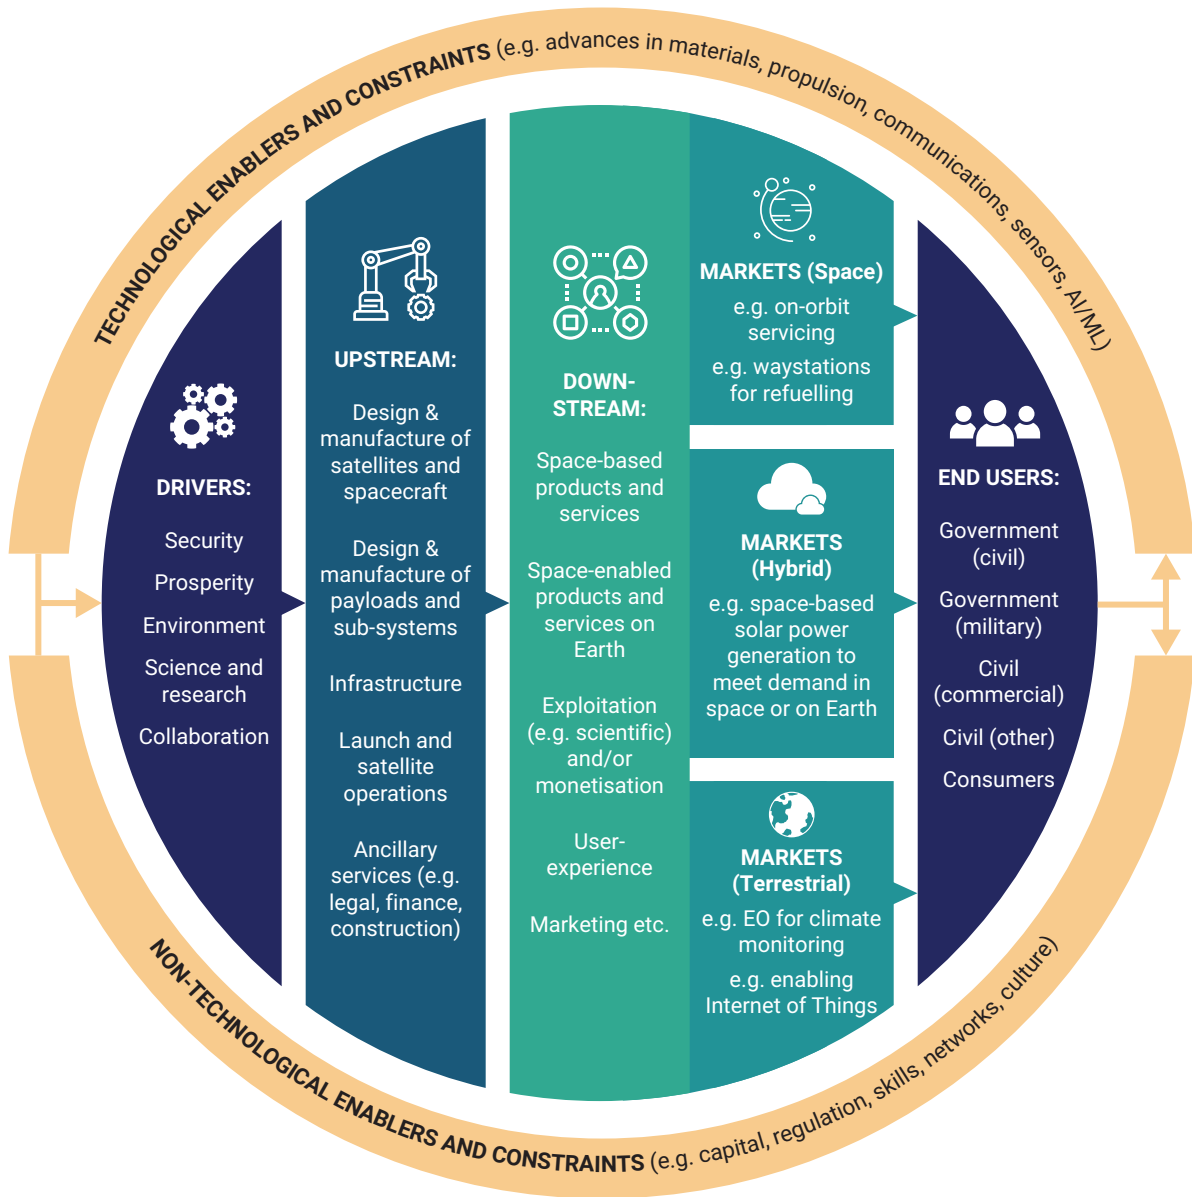 TECHNOLOGICAL ENABLERS AND CONSTRAINTS (e.g. advances in materials, propulsion, communications, sensors, AI/ML)
DRIVERS:
Security
Prosperity
Environment
Science and
research
Collaboration
UPSTREAM:
Design &
manufacture of
satellites and
spacecraft
Design &
manufacture of
payloads and
sub-systems
Infrastructure
Launch and
satellite
operations
Ancillary
services (e.g.
legal, finance,
construction)
DOWN-
STREAM:
Space-based
products and
services
Space-enabled
products and
services on
Earth
Exploitation
(e.g. scientific)
and/or
monetisation
User-
experience
Marketing etc.
MARKETS (Space)
e.g. on-orbit
servicing
e.g. waystations
for refuelling
MARKETS
(Hybrid)
e.g. space-based
solar power
generation to
meet demand in
space or on Earth
MARKETS
(Terrestrial)
e.g. EO for climate
monitoring
e.g. enabling
Internet of Things
END USERS:
Government
(civil)
Government
(military)
Civil
(commercial)
Civil (other)
Consumers
NON-TECHNOLOGICAL ENABLERS AND CONSTRAINTS (e.g. capital, regulation, skills, networks, culture)